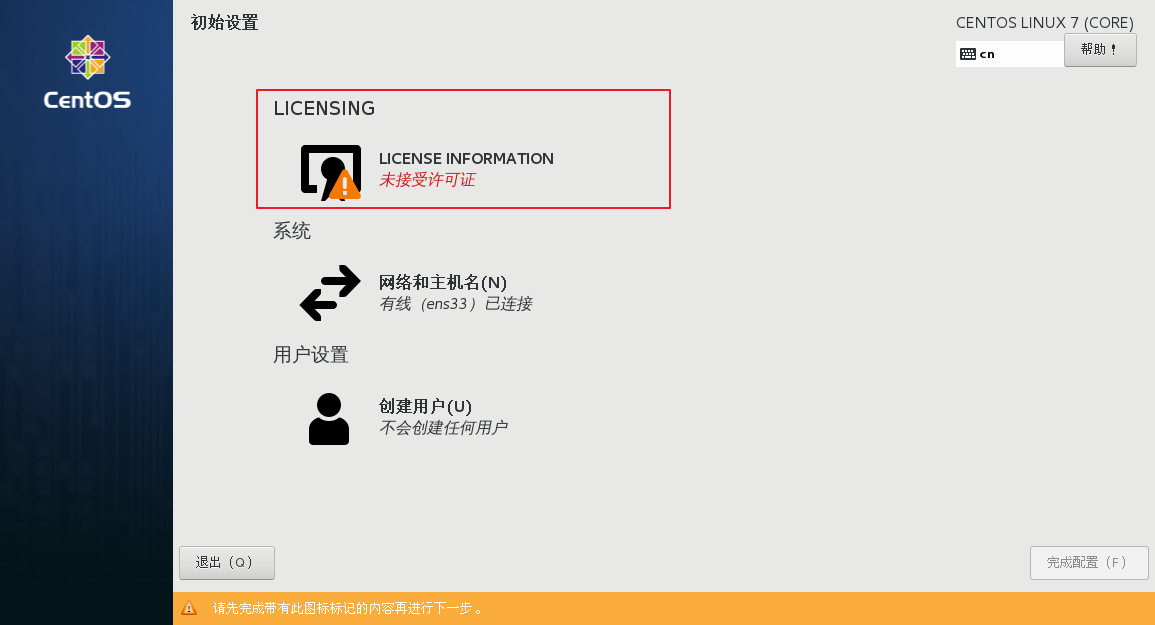 CentOS
初始设置
CENTOS LINUX 7 (CORE)
cn
帮助！
LICENSING
LICENSE INFORMATION
未接受许可证
系统
网络和主机名(N)
有线（ens33）已连接
用户设置
创建用户(U)
不会创建任何用户
退出（Q）
完成配置（F）
请先完成带有此图标标记的内容再进行下一步 。